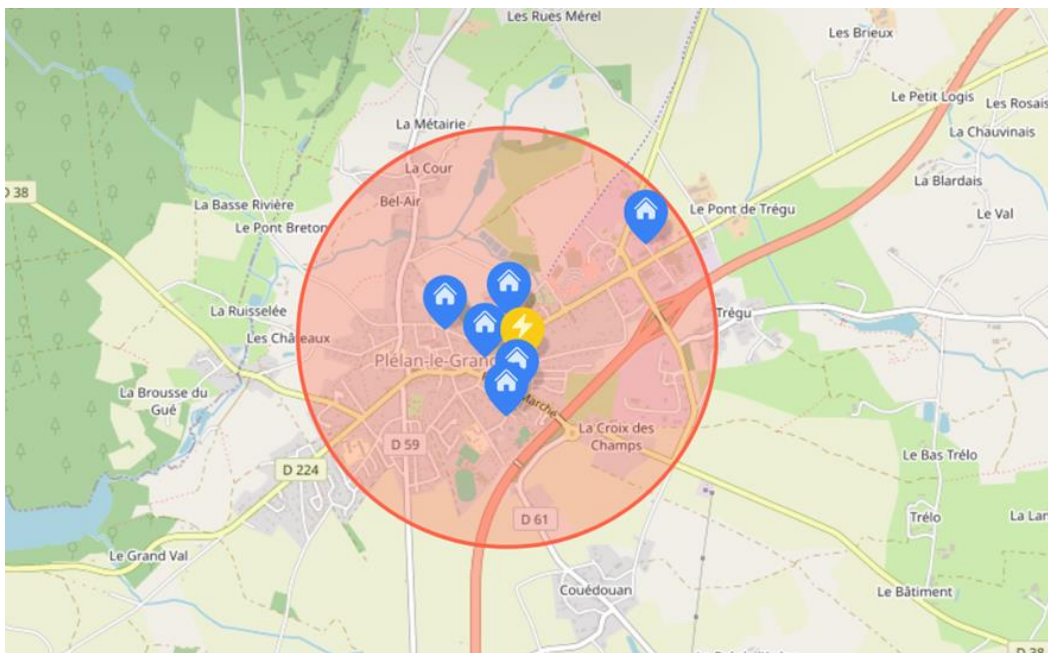 Les Rues Mérel
Les Brieux
Le Petit Logis
Les Rosais
La Métairie
La Chauvinais
La Cour
La Blardais
D 38
Bel-Air
La Basse Rivière
Le Pont de Trégu
Le Val
Le Pont Breton
La Ruisselée
Trégu
Les Châteaux
Plélan-le-Grand
La Brousse du
Gué
Marche
La Croix des
Champs
D 59
Le Bas Trélo
D 224
Trélo
D 61
Le Grand Val
Couédouan
Le Bâtiment
D 38